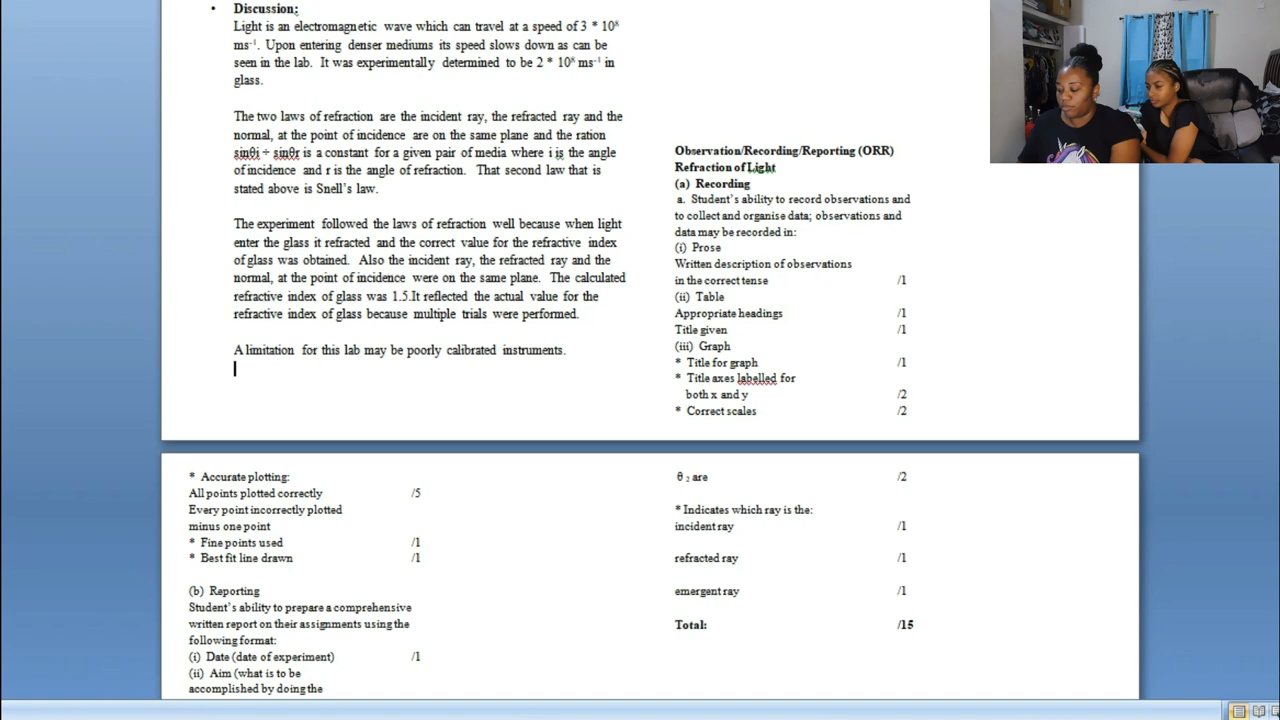 • Discussion:
Light is an electromagnetic wave which can travel at a speed of 3 * 10⁸
ms⁻¹. Upon entering denser mediums its speed slows down as can be
seen in the lab. It was experimentally determined to be 2 * 10⁸ ms⁻¹ in
glass.
The two laws of refraction are the incident ray, the refracted ray and the
normal, at the point of incidence are on the same plane and the ration
sinθi ÷ sinθr is a constant for a given pair of media where i is the angle
of incidence and r is the angle of refraction. That second law that is
stated above is Snell's law.
The experiment followed the laws of refraction well because when light
enter the glass it refracted and the correct value for the refractive index
of glass was obtained. Also the incident ray, the refracted ray and the
normal, at the point of incidence were on the same plane. The calculated
refractive index of glass was 1.5.It reflected the actual value for the
refractive index of glass because multiple trials were performed.
A limitation for this lab may be poorly calibrated instruments.
Observation/Recording/Reporting (ORR)
Refraction of Light
(a) Recording
a. Student's ability to record observations and
to collect and organise data; observations and
data may be recorded in:
(i) Prose
Written description of observations
in the correct tense /1
(ii) Table
Appropriate headings /1
Title given /1
(iii) Graph
* Title for graph /1
* Title axes labelled for
both x and y /2
* Correct scales /2
* Accurate plotting:
All points plotted correctly /5
Every point incorrectly plotted
minus one point
* Fine points used /1
* Best fit line drawn /1
(b) Reporting
Student's ability to prepare a comprehensive
written report on their assignments using the
following format:
(i) Date (date of experiment) /1
(ii) Aim (what is to be
accomplished by doing the
θ ₂ are /2
* Indicates which ray is the:
incident ray /1
refracted ray /1
emergent ray /1
Total: /15